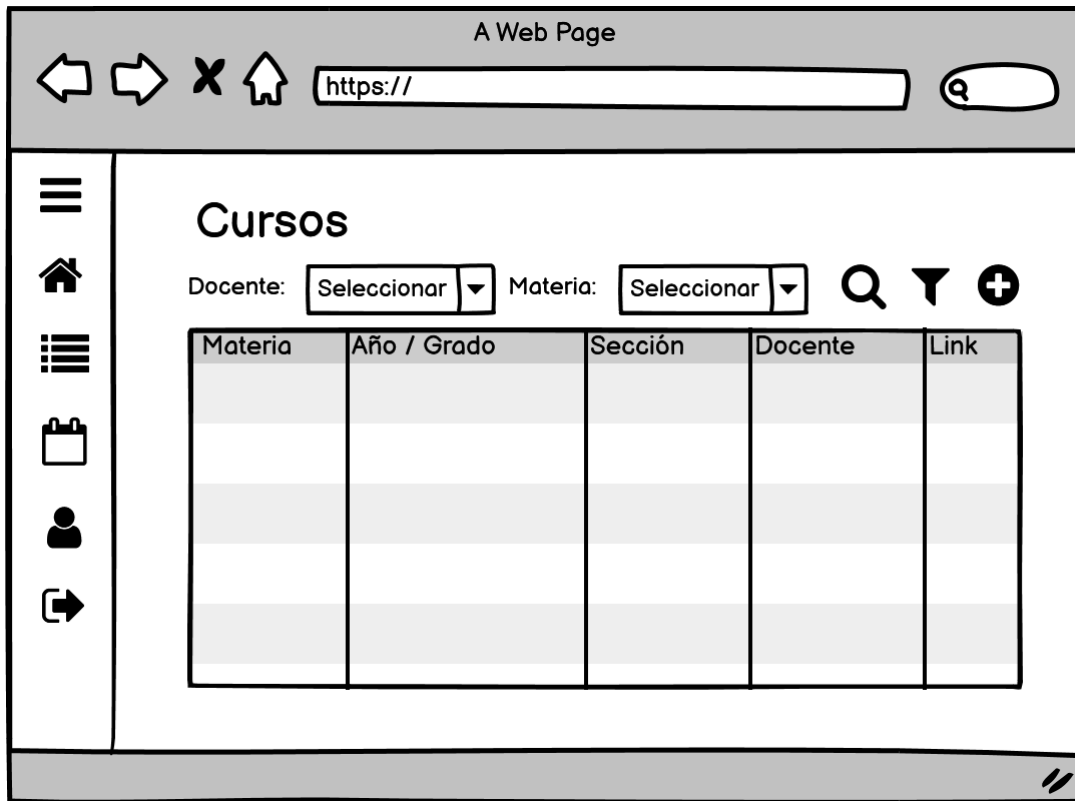 A Web Page
https://
Cursos
Docente: Seleccionar Materia: Seleccionar
Materia Año / Grado Sección Docente Link